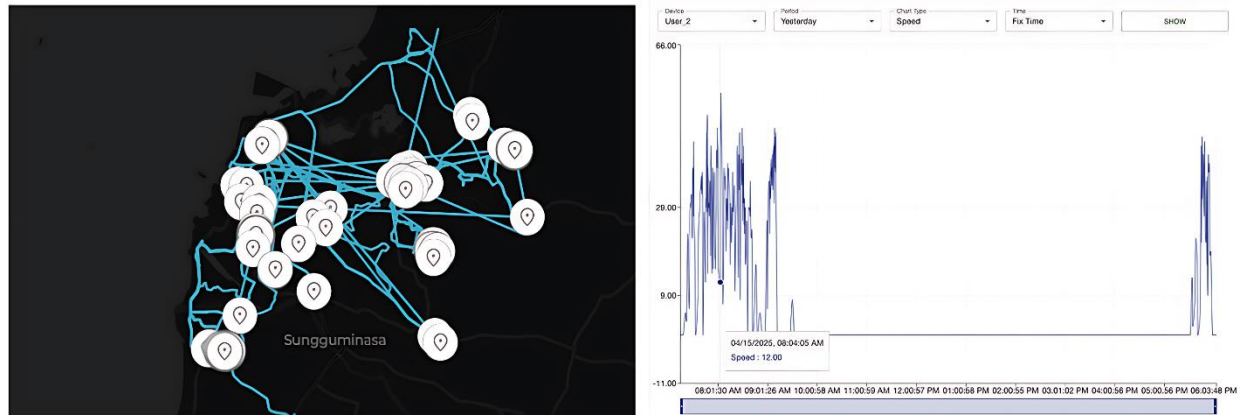 Sungguminasa
Device Period Chart Type Time
User_2 Yestorday Speed Fix Time SHOW
66.00
28.00
9.00
04/15/2025, 08:04:05 AM
Speed : 12.00
-11.00
08:01:30 AM 09:01:26 AM 10:00:58 AM 11:00:59 AM 12:00:57 PM 01:00:58 PM 02:00:55 PM 03.01:02 PM 04:00:56 PM 05:00.56 PM 06:03:48 PM